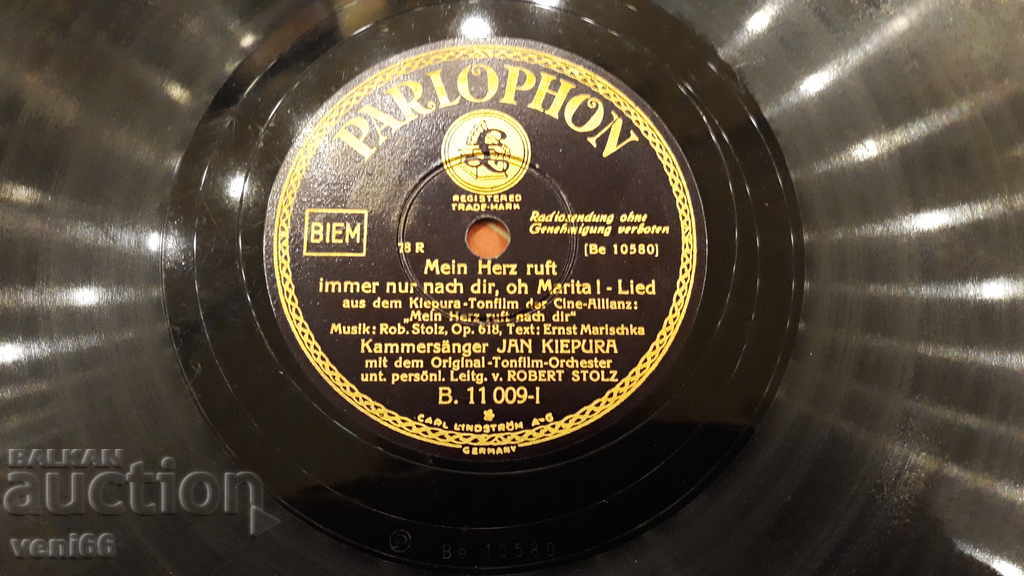 PARLOPHON
£
REGISTERED
TRADE-MARK
BIEM
78 R
Radiosendung ohne
Genehmigung verboten
[Be 10580]
Mein Herz ruft
immer nur nach dir, oh Marita! - Lied
aus dem Kiepura-Tonfilm der Cine-Allianz:
"Mein Herz ruft nach dir"
Musik: Rob. Stolz, Op. 618, Text: Ernst Marischka
Kammersänger JAN KIEPURA
mit dem Original-Tonfilm-Orchester
unt. persönl. Leitg. v. ROBERT STOLZ
B. 11 009-I
CARL LINDSTRÖM A-G
GERMANY
Be 10580
BALKAN
auction
veni66